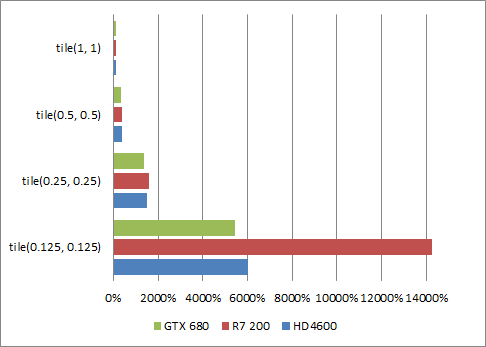 tile(1, 1)
tile(0.5, 0.5)
tile(0.25, 0.25)
tile(0.125, 0.125)
0% 2000% 4000% 6000% 8000% 10000% 12000% 14000%
GTX 680 R7 200 HD4600